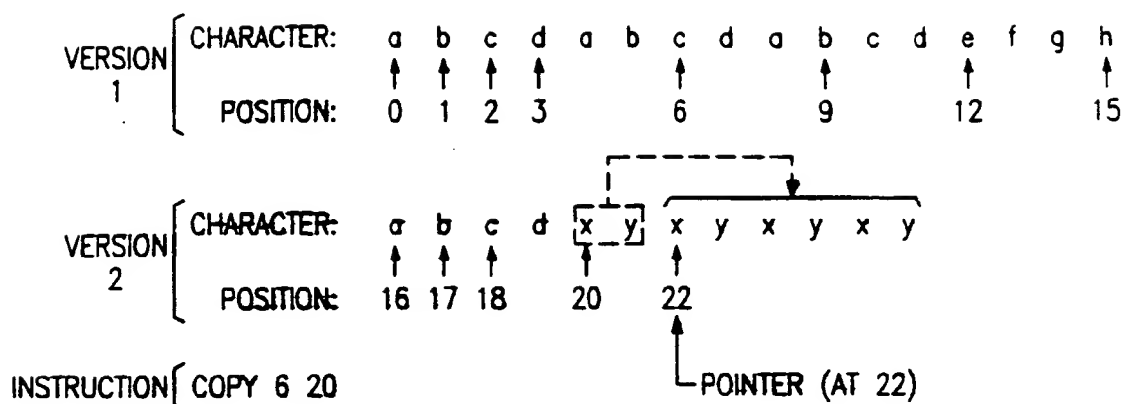 VERSION 1
CHARACTER: a b c d a b c d a b c d e f g h
POSITION: 0 1 2 3 6 9 12 15
VERSION 2
CHARACTER: a b c d x y x y x y x y
POSITION: 16 17 18 20 22
INSTRUCTION COPY 6 20
POINTER (AT 22)